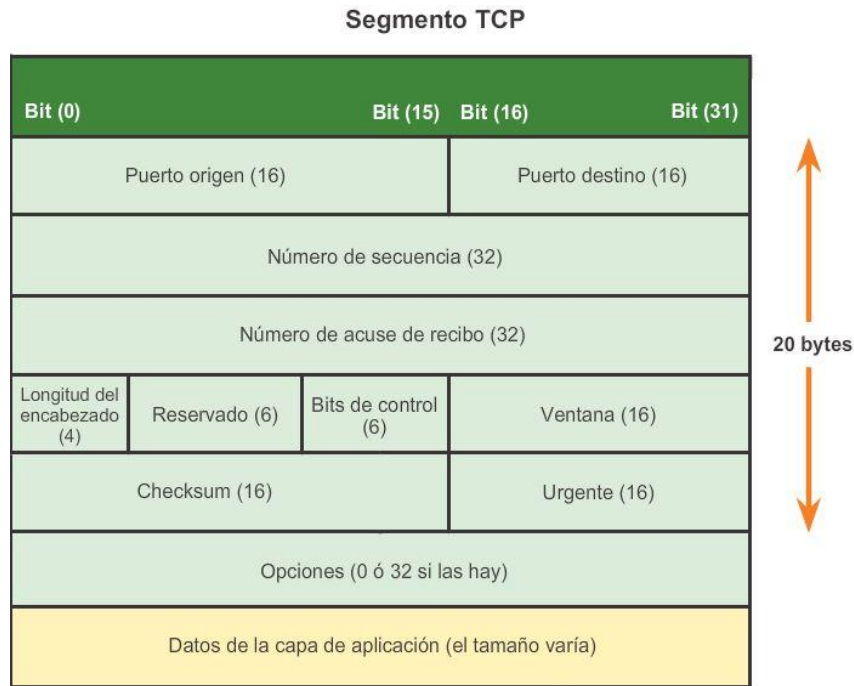 Segmento TCP
Bit (0) Bit (15) Bit (16) Bit (31)
Puerto origen (16) Puerto destino (16)
Número de secuencia (32)
Número de acuse de recibo (32)
20 bytes
Longitud del
encabezado
(4)
Reservado (6)
Bits de control
(6)
Ventana (16)
Checksum (16) Urgente (16)
Opciones (0 ó 32 si las hay)
Datos de la capa de aplicación (el tamaño varía)